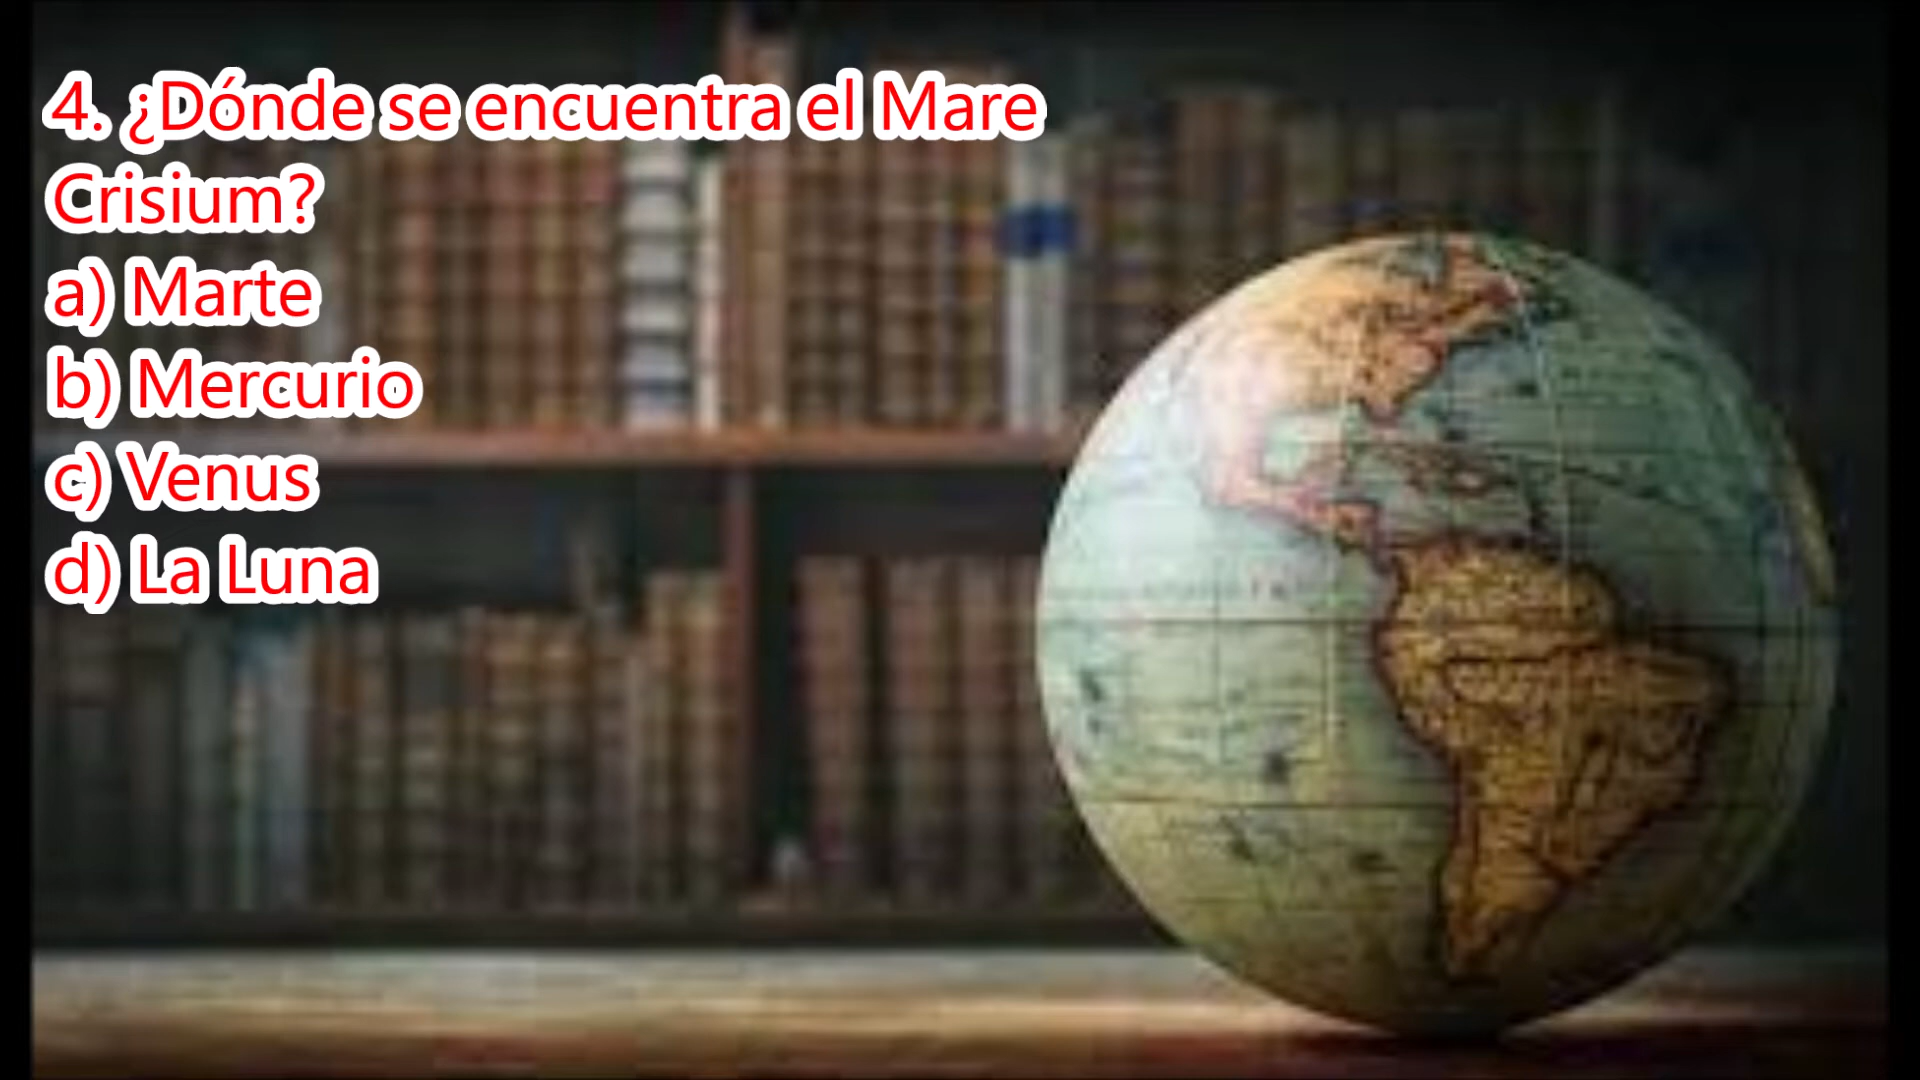 4. ¿Dónde se encuentra el Mare
Crisium?
a) Marte
b) Mercurio
c) Venus
d) La Luna